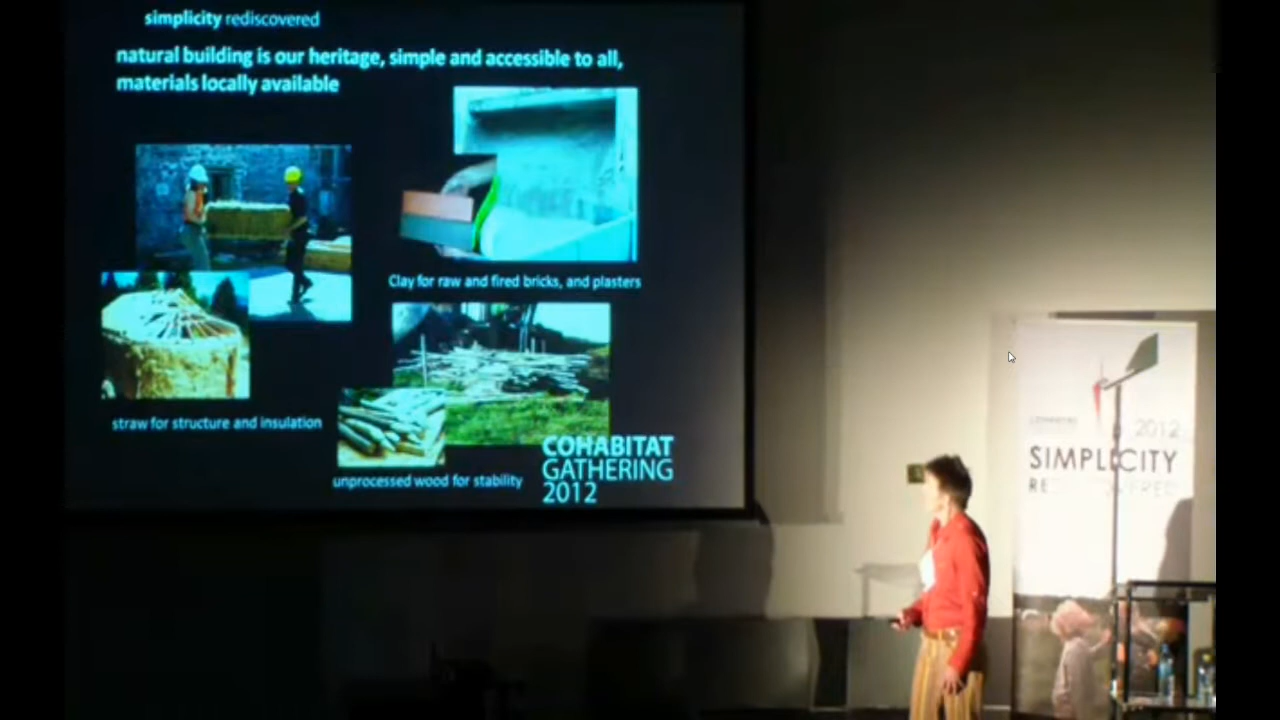 simplicity rediscovered
natural building is our heritage, simple and accessible to all,
materials locally available
Clay for raw and fired bricks, and plasters
straw for structure and insulation
unprocessed wood for stability
COHABITAT
GATHERING
2012
2012
SIMPLICITY